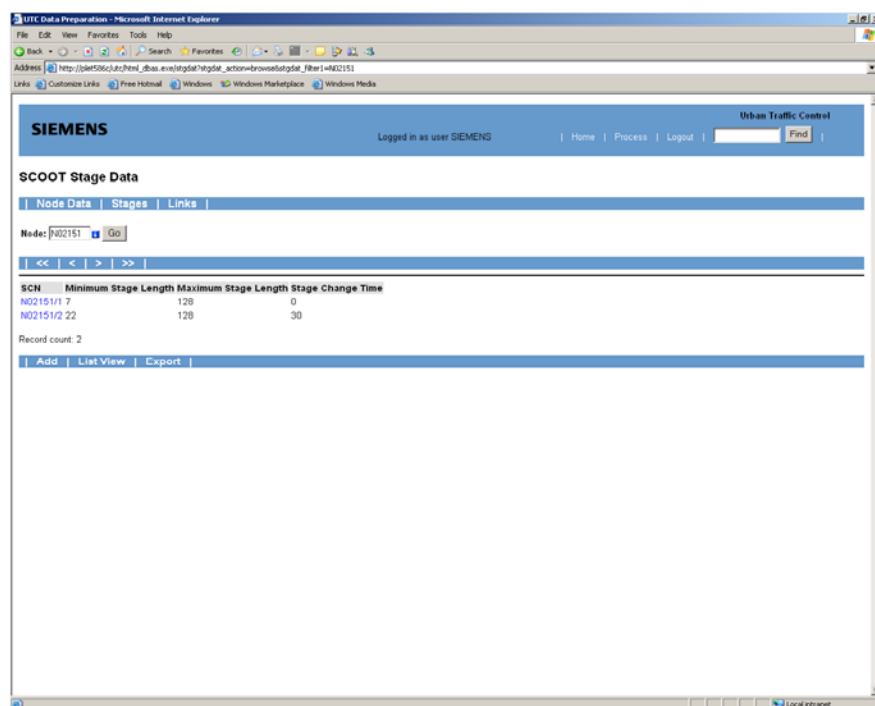 UTC Data Preparation - Microsoft Internet Explorer
File Edit View Favorites Tools Help
Back Search Favorites
Address http://plet586c/utc/html_dbas.exe/stgdat?stgdat_action=browse&stgdat_filter1=N02151
Links Customize Links Free Hotmail Windows Windows Marketplace Windows Media
Urban Traffic Control
SIEMENS
Logged in as user SIEMENS | Home | Process | Logout | Find |
SCOOT Stage Data
| Node Data | Stages | Links |
Node: N02151 Go
| << | < | > | >> |
SCN Minimum Stage Length Maximum Stage Length Stage Change Time
N02151/1 7 128 0
N02151/2 22 128 30
Record count: 2
| Add | List View | Export |
Local intranet